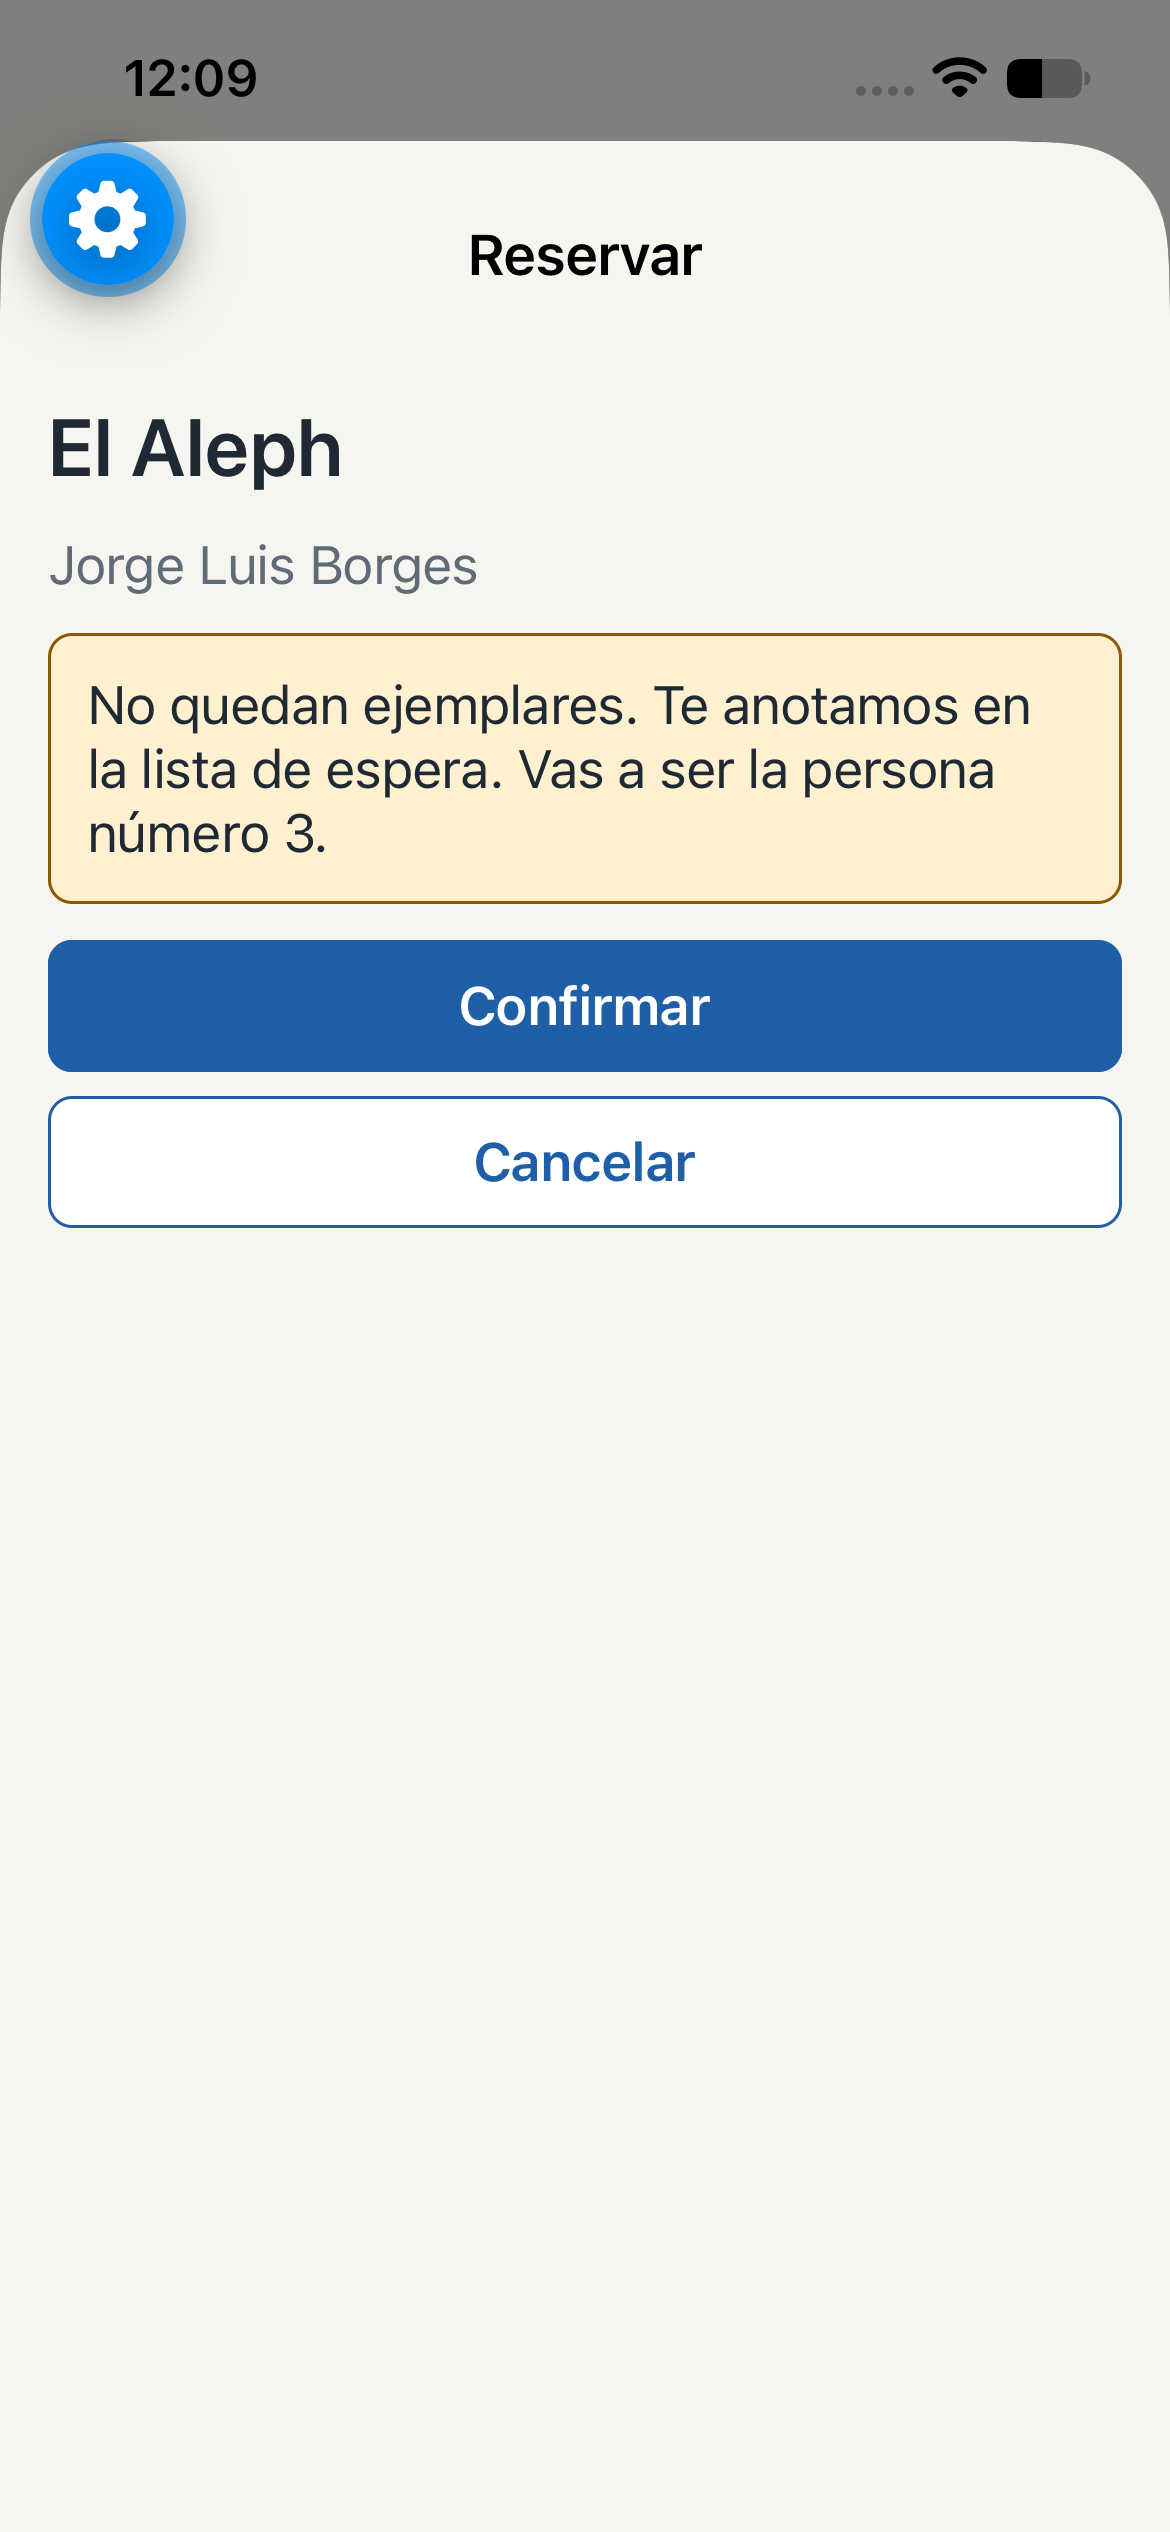 12:09
Reservar
El Aleph
Jorge Luis Borges
No quedan ejemplares. Te anotamos en
la lista de espera. Vas a ser la persona
número 3.
Confirmar
Cancelar